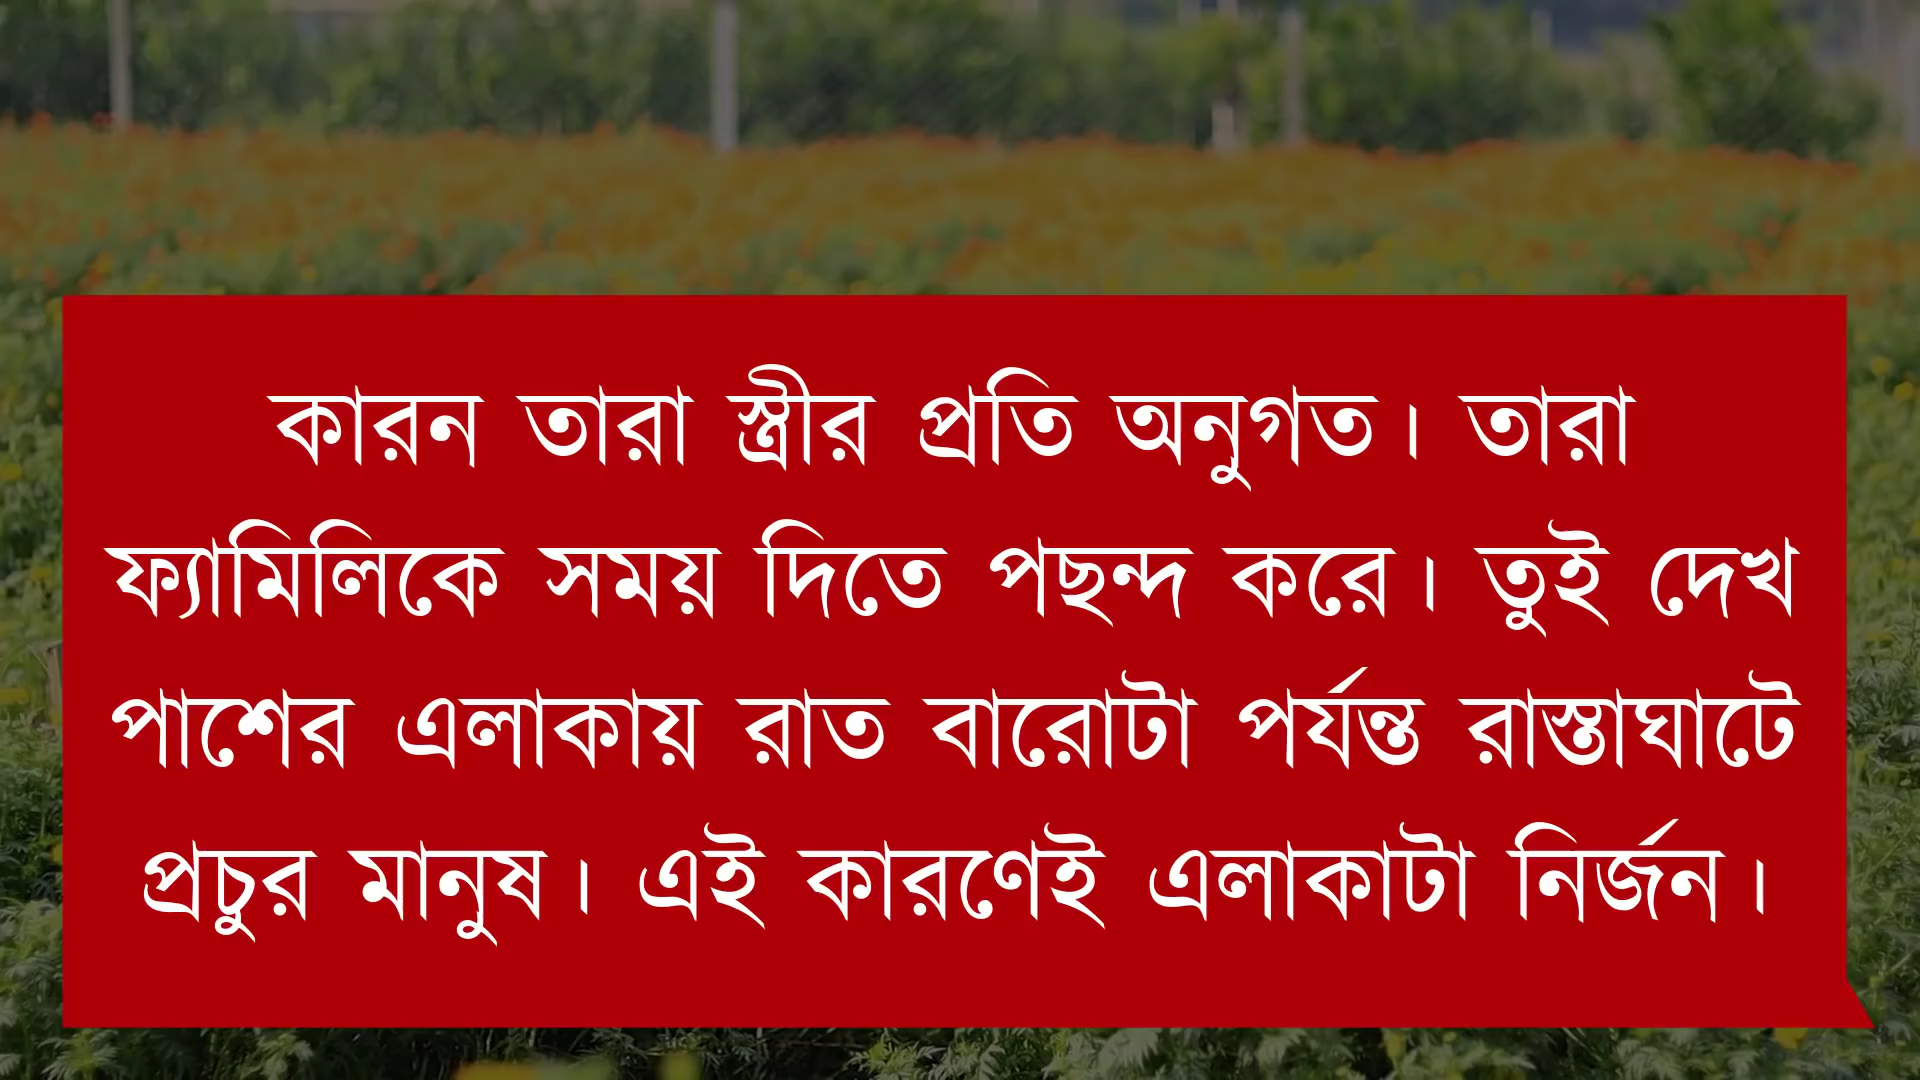 কারন তারা স্ত্রীর প্রতি অনুগত। তারা
ফ্যামিলিকে সময় দিতে পছন্দ করে। তুই দেখ
পাশের এলাকায় রাত বারোটা পর্যন্ত রাস্তাঘাটে
প্রচুর মানুষ। এই কারণেই এলাকাটা নির্জন।